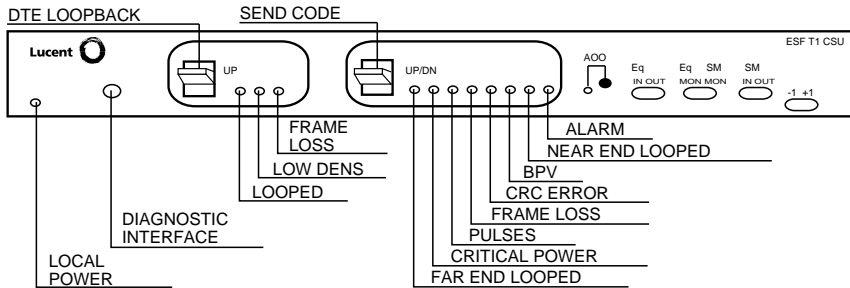 DTE LOOPBACK
SEND CODE
ESF T1 CSU
Lucent
UP
UP/DN
AOO
Eq
IN OUT
Eq SM
MON MON
SM
IN OUT
-1 +1
FRAME
LOSS
LOW DENS
LOOPED
DIAGNOSTIC
INTERFACE
LOCAL
POWER
ALARM
NEAR END LOOPED
BPV
CRC ERROR
FRAME LOSS
PULSES
CRITICAL POWER
FAR END LOOPED